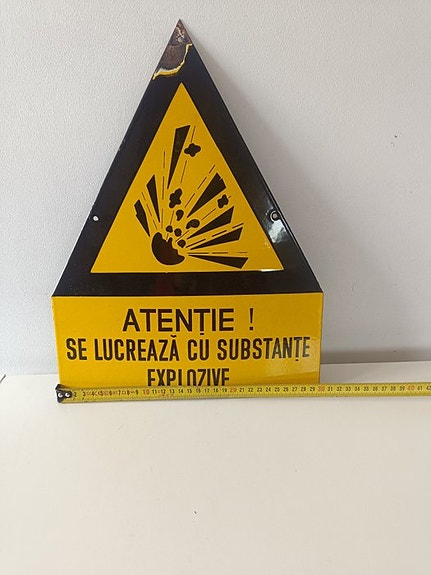 ATENȚIE !
SE LUCREAZĂ CU SUBSTANȚE
EXPLOZIVE